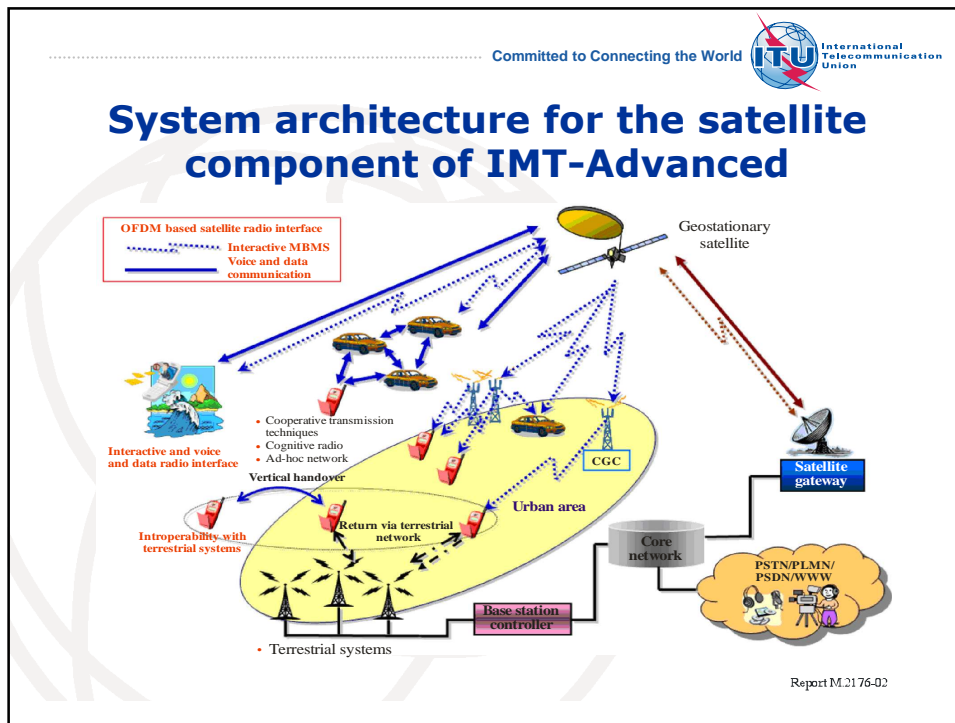 Committed to Connecting the World
ITU
International
Telecommunication
Union
System architecture for the satellite
component of IMT-Advanced
OFDM based satellite radio interface
Interactive MBMS
Voice and data
communication
Geostationary
satellite
• Cooperative transmission
techniques
• Cognitive radio
• Ad-hoc network
Interactive and voice
and data radio interface
CGC
Satellite
gateway
Vertical handover
Urban area
Return via terrestrial
network
Introperability with
terrestrial systems
Core
network
PSTN/PLMN/
PSDN/WWW
Base station
controller
• Terrestrial systems
Report M.2176-02